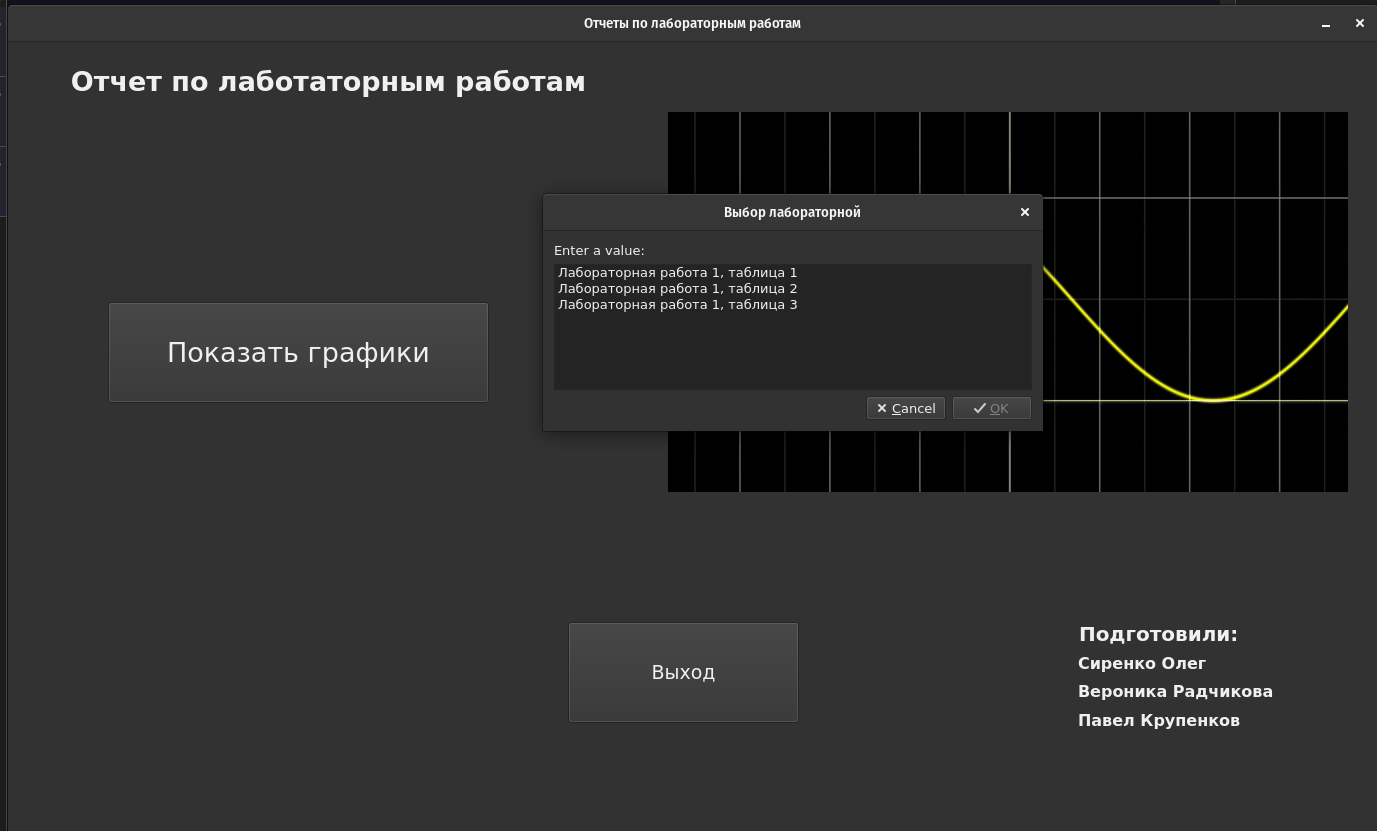 Отчеты по лабораторным работам
Отчет по лаботаторным работам
Выбор лабораторной
Enter a value:
Лабораторная работа 1, таблица 1
Лабораторная работа 1, таблица 2
Лабораторная работа 1, таблица 3
Cancel
OK
Показать графики
Выход
Подготовили:
Сиренко Олег
Вероника Радчикова
Павел Крупенков